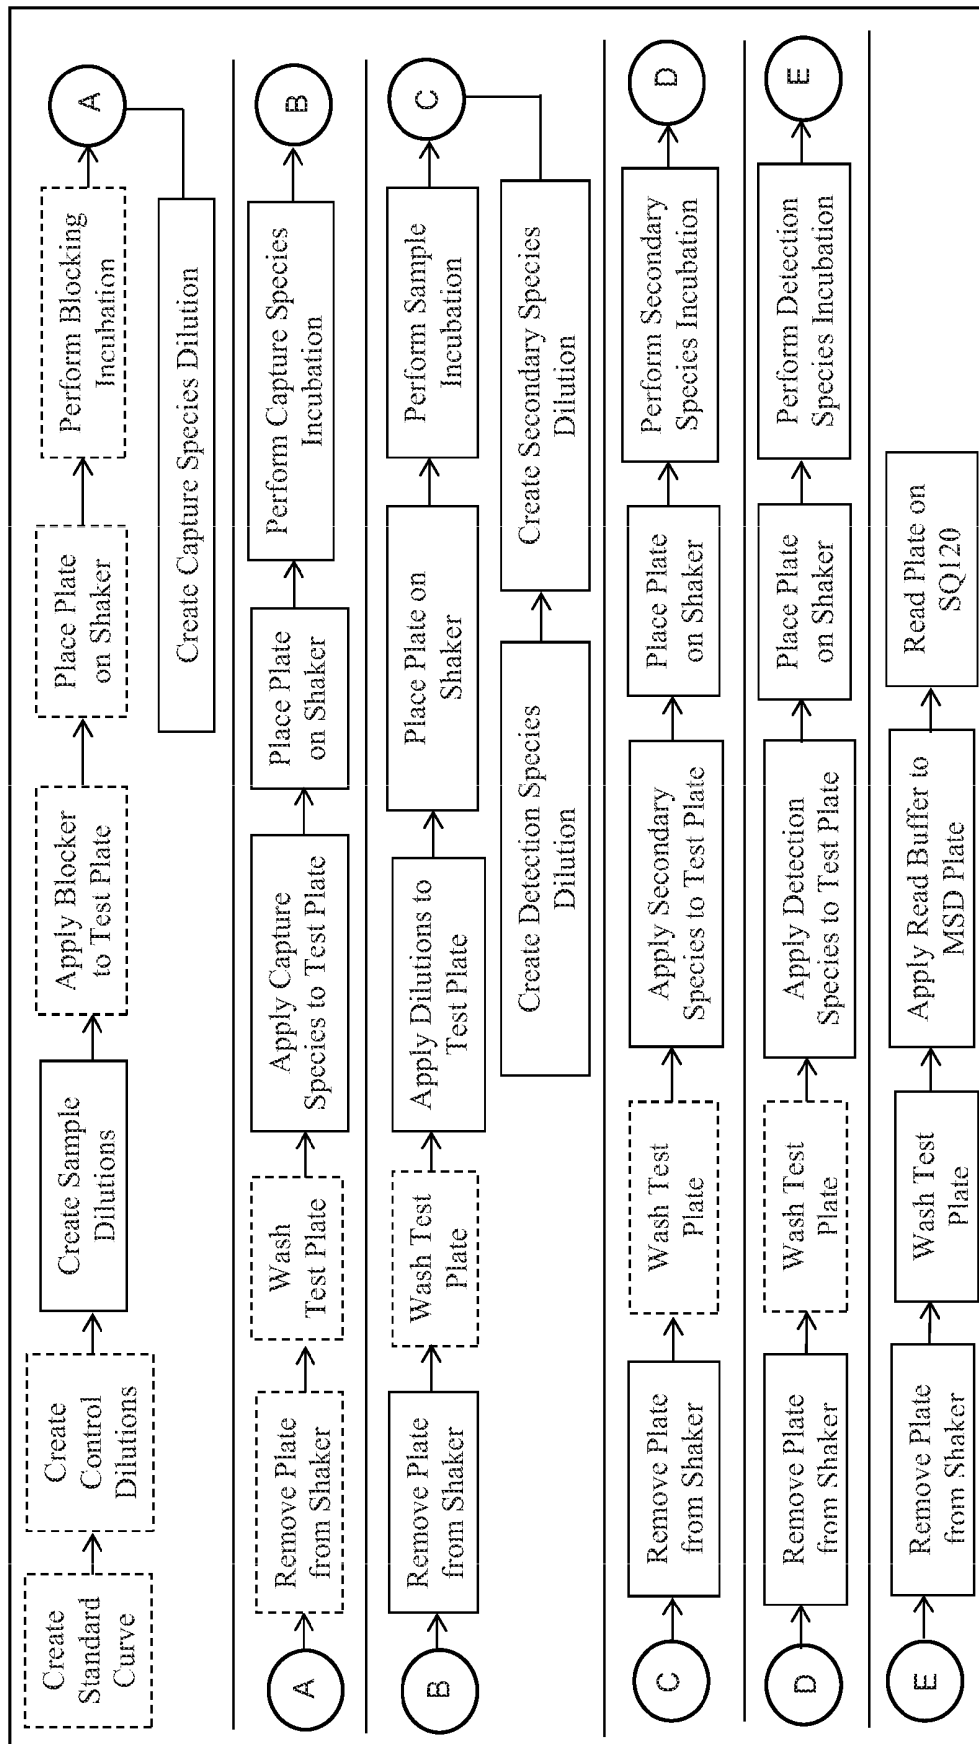 Create
Standard
Curve
Create
Control
Dilutions
Create Sample
Dilutions
Apply Blocker
to Test Plate
Place Plate
on Shaker
Perform Blocking
Incubation
A
Create Capture Species Dilution
A
Remove Plate
from Shaker
Wash
Test Plate
Apply Capture
Species to Test Plate
Place Plate
on Shaker
Perform Capture Species
Incubation
B
B
Remove Plate
from Shaker
Wash Test
Plate
Apply Dilutions to
Test Plate
Place Plate on
Shaker
Perform Sample
Incubation
C
Create Detection Species
Dilution
Create Secondary Species
Dilution
C
Remove Plate
from Shaker
Wash Test
Plate
Apply Secondary
Species to Test Plate
Place Plate
on Shaker
Perform Secondary
Species Incubation
D
D
Remove Plate
from Shaker
Wash Test
Plate
Apply Detection
Species to Test Plate
Place Plate
on Shaker
Perform Detection
Species Incubation
E
E
Remove Plate
from Shaker
Wash Test
Plate
Apply Read Buffer to
MSD Plate
Read Plate on
SQ120